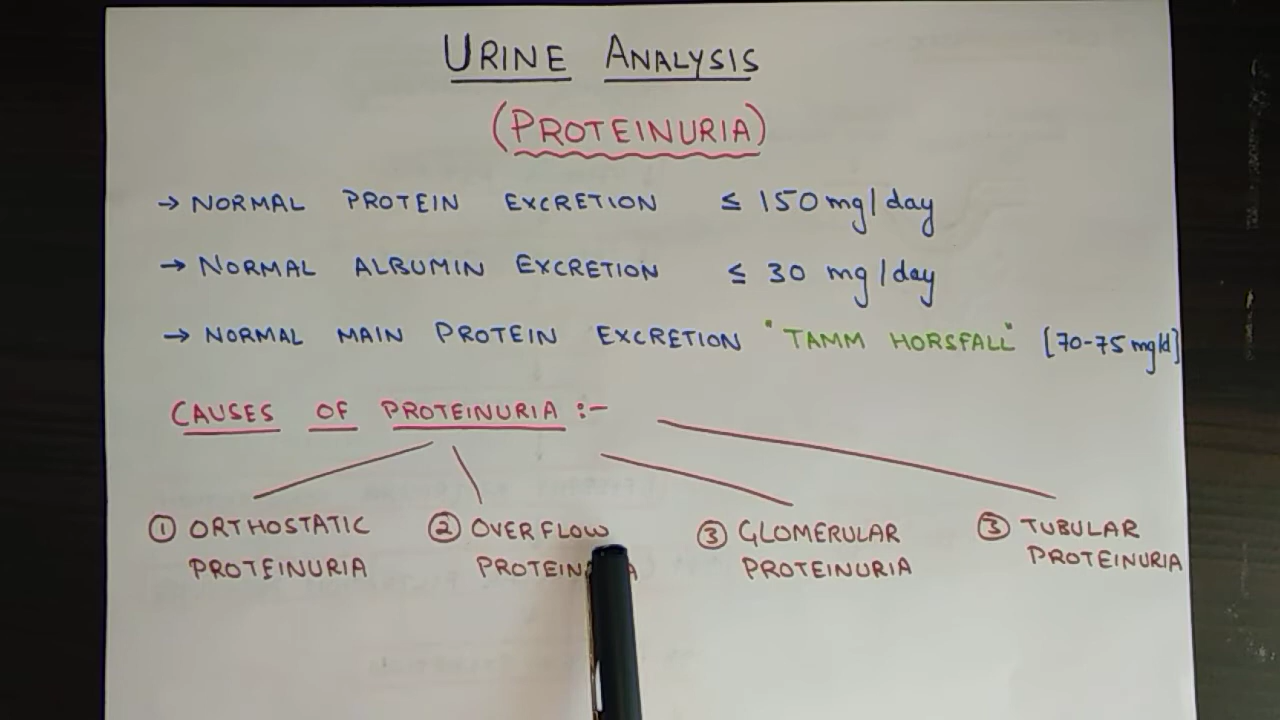 URINE ANALYSIS
(PROTEINURIA)
→ NORMAL PROTEIN EXCRETION ≤ 150 mg/day
→ NORMAL ALBUMIN EXCRETION ≤ 30 mg/day
→ NORMAL MAIN PROTEIN EXCRETION "TAMM HORSFALL" [70-75 mg/d]
CAUSES OF PROTEINURIA :-
① ORTHOSTATIC PROTEINURIA
② OVERFLOW
③ GLOMERULAR PROTEINURIA
③ TUBULAR PROTEINURIA